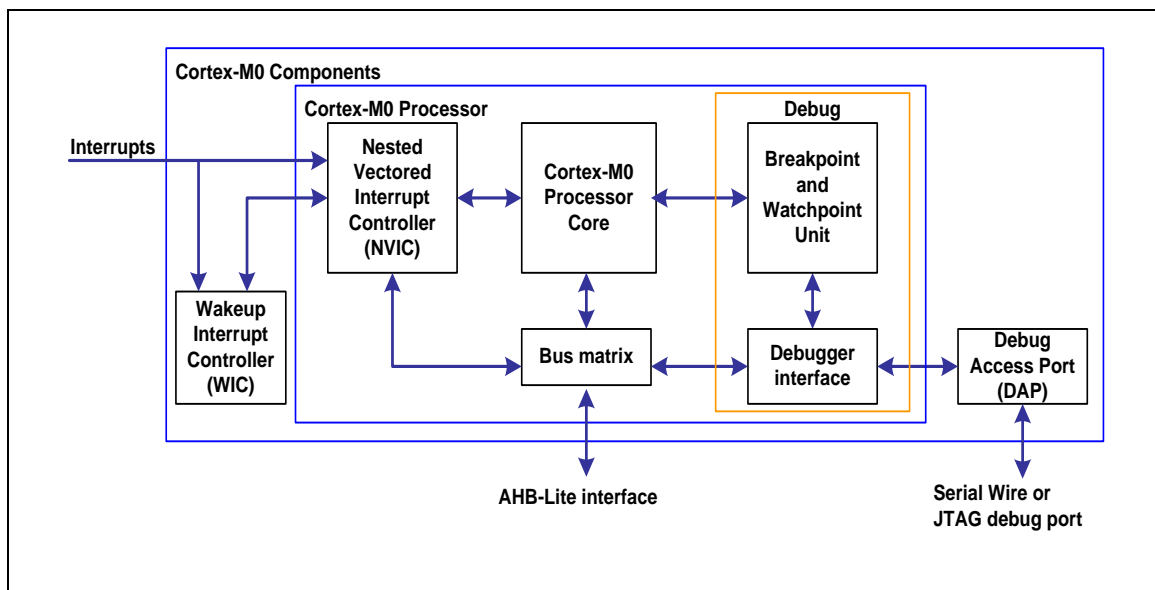 Cortex-M0 Components
Cortex-M0 Processor
Debug
Interrupts
Nested
Vectored
Interrupt
Controller
(NVIC)
Cortex-M0
Processor
Core
Breakpoint
and
Watchpoint
Unit
Wakeup
Interrupt
Controller
(WIC)
Bus matrix
Debugger
interface
Debug
Access Port
(DAP)
AHB-Lite interface
Serial Wire or
JTAG debug port